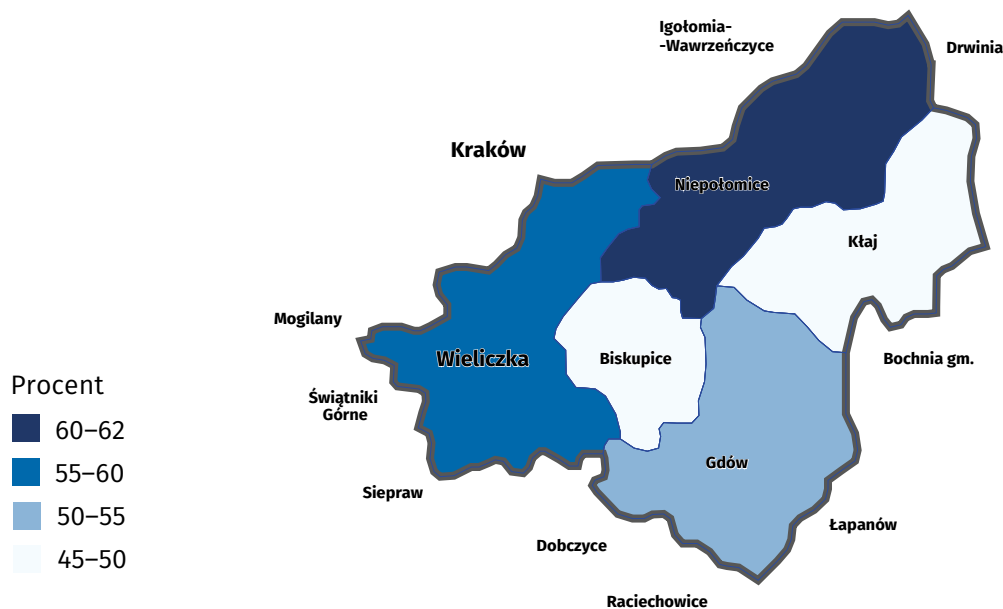 Igołomia-
-Wawrzeńczyce
Drwinia
Kraków
Niepołomice
Kłaj
Mogilany
Wieliczka
Biskupice
Bochnia gm.
Procent
60–62
55–60
50–55
45–50
Świątniki
Górne
Gdów
Siepraw
Łapanów
Dobczyce
Raciechowice